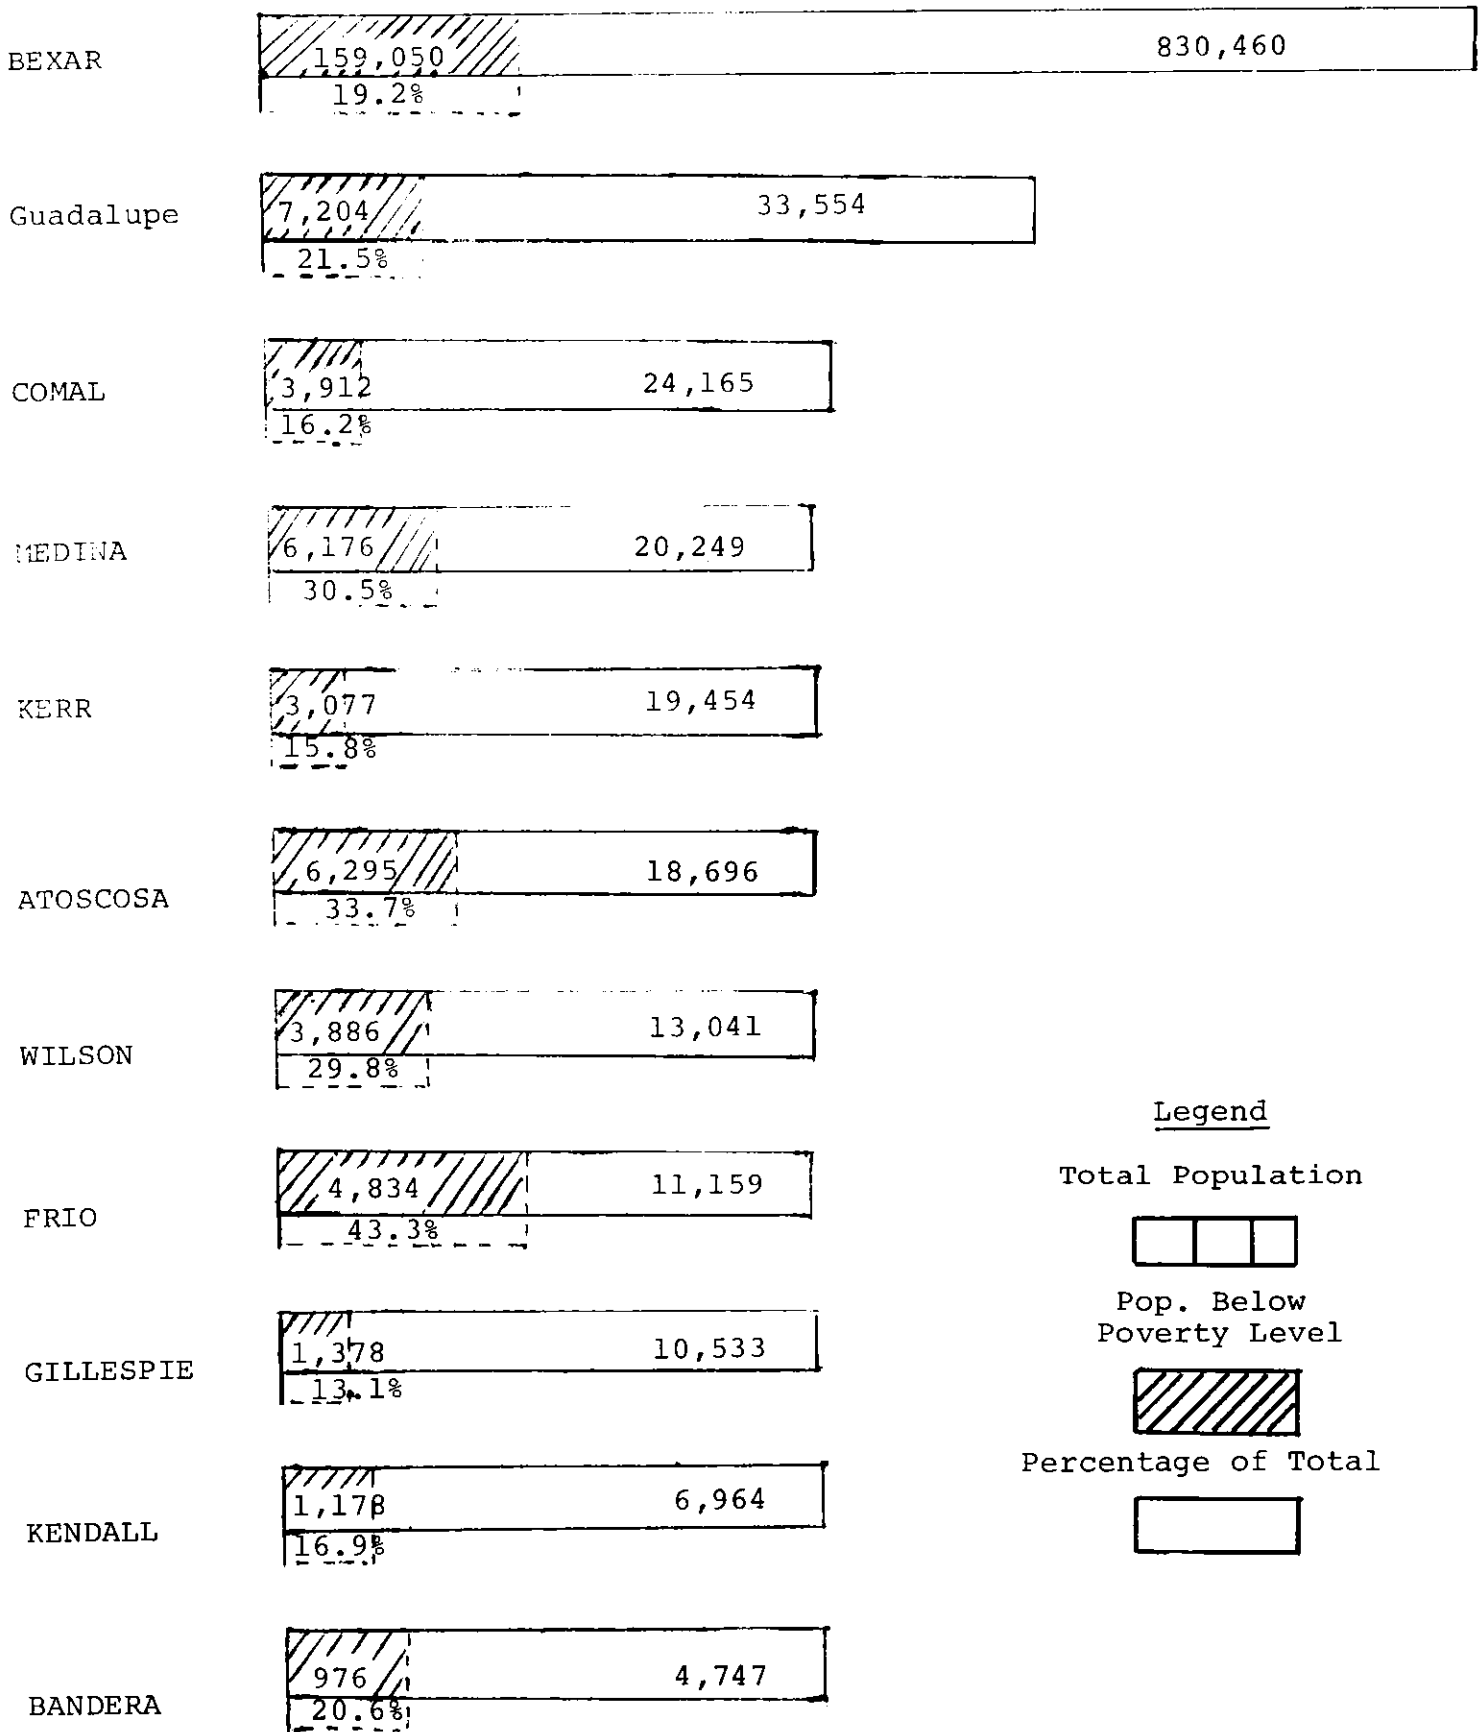 BEXAR
159,050
830,460
19.2%
Guadalupe
7,204
33,554
21.5%
COMAL
3,912
24,165
16.2%
MEDINA
6,176
20,249
30.5%
KERR
3,077
19,454
15.8%
ATOSCOSA
6,295
18,696
33.7%
WILSON
3,886
13,041
29.8%
FRIO
4,834
11,159
43.3%
GILLESPIE
1,378
10,533
13.1%
KENDALL
1,178
6,964
16.9%
BANDERA
976
4,747
20.6%
Legend
Total Population
Pop. Below
Poverty Level
Percentage of Total